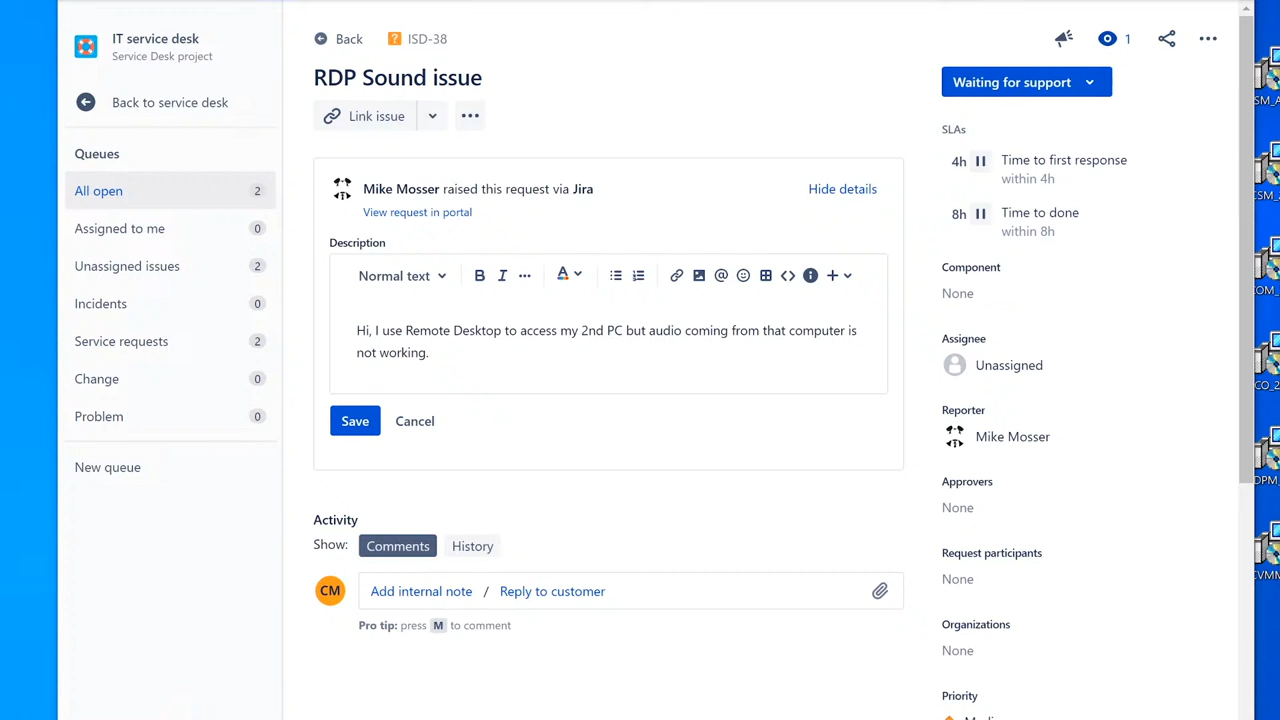 IT service desk
Service Desk project
Back to service desk
Queues
All open 2
Assigned to me 0
Unassigned issues 2
Incidents 0
Service requests 2
Change 0
Problem 0
New queue
Back ISD-38
1
RDP Sound issue
Link issue
Mike Mosser raised this request via Jira
Hide details
View request in portal
Description
Normal text B I A @ <> +
Hi, I use Remote Desktop to access my 2nd PC but audio coming from that computer is
not working.
Save Cancel
Activity
Show: Comments History
CM Add internal note / Reply to customer
Pro tip: press M to comment
Waiting for support
SLAs
4h Time to first response
within 4h
8h Time to done
within 8h
Component
None
Assignee
Unassigned
Reporter
Mike Mosser
Approvers
None
Request participants
None
Organizations
None
Priority